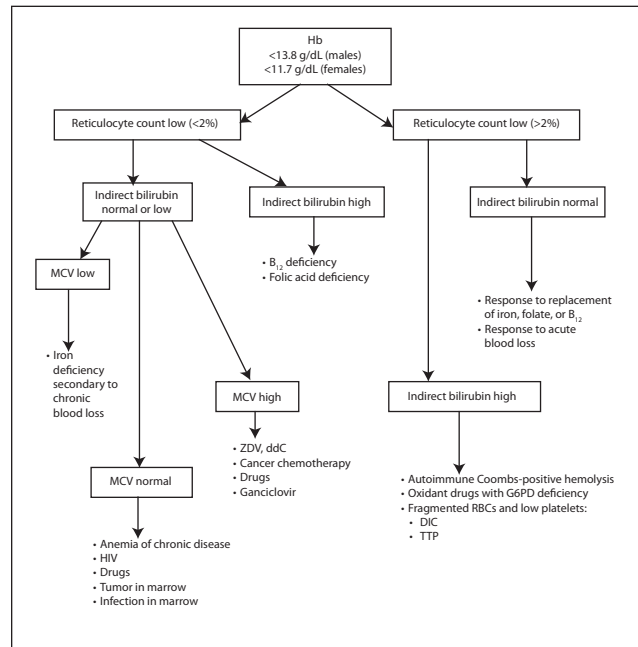 Hb
<13.8 g/dL (males)
<11.7 g/dL (females)
Reticulocyte count low (<2%)
Reticulocyte count low (>2%)
Indirect bilirubin
normal or low
Indirect bilirubin high
Indirect bilirubin normal
• B12 deficiency
• Folic acid deficiency
MCV low
• Response to replacement
of iron, folate, or B12
• Response to acute
blood loss
• Iron
deficiency
secondary to
chronic
blood loss
MCV high
Indirect bilirubin high
• ZDV, ddC
• Cancer chemotherapy
• Drugs
• Ganciclovir
MCV normal
• Autoimmune Coombs-positive hemolysis
• Oxidant drugs with G6PD deficiency
• Fragmented RBCs and low platelets:
• DIC
• TTP
• Anemia of chronic disease
• HIV
• Drugs
• Tumor in marrow
• Infection in marrow